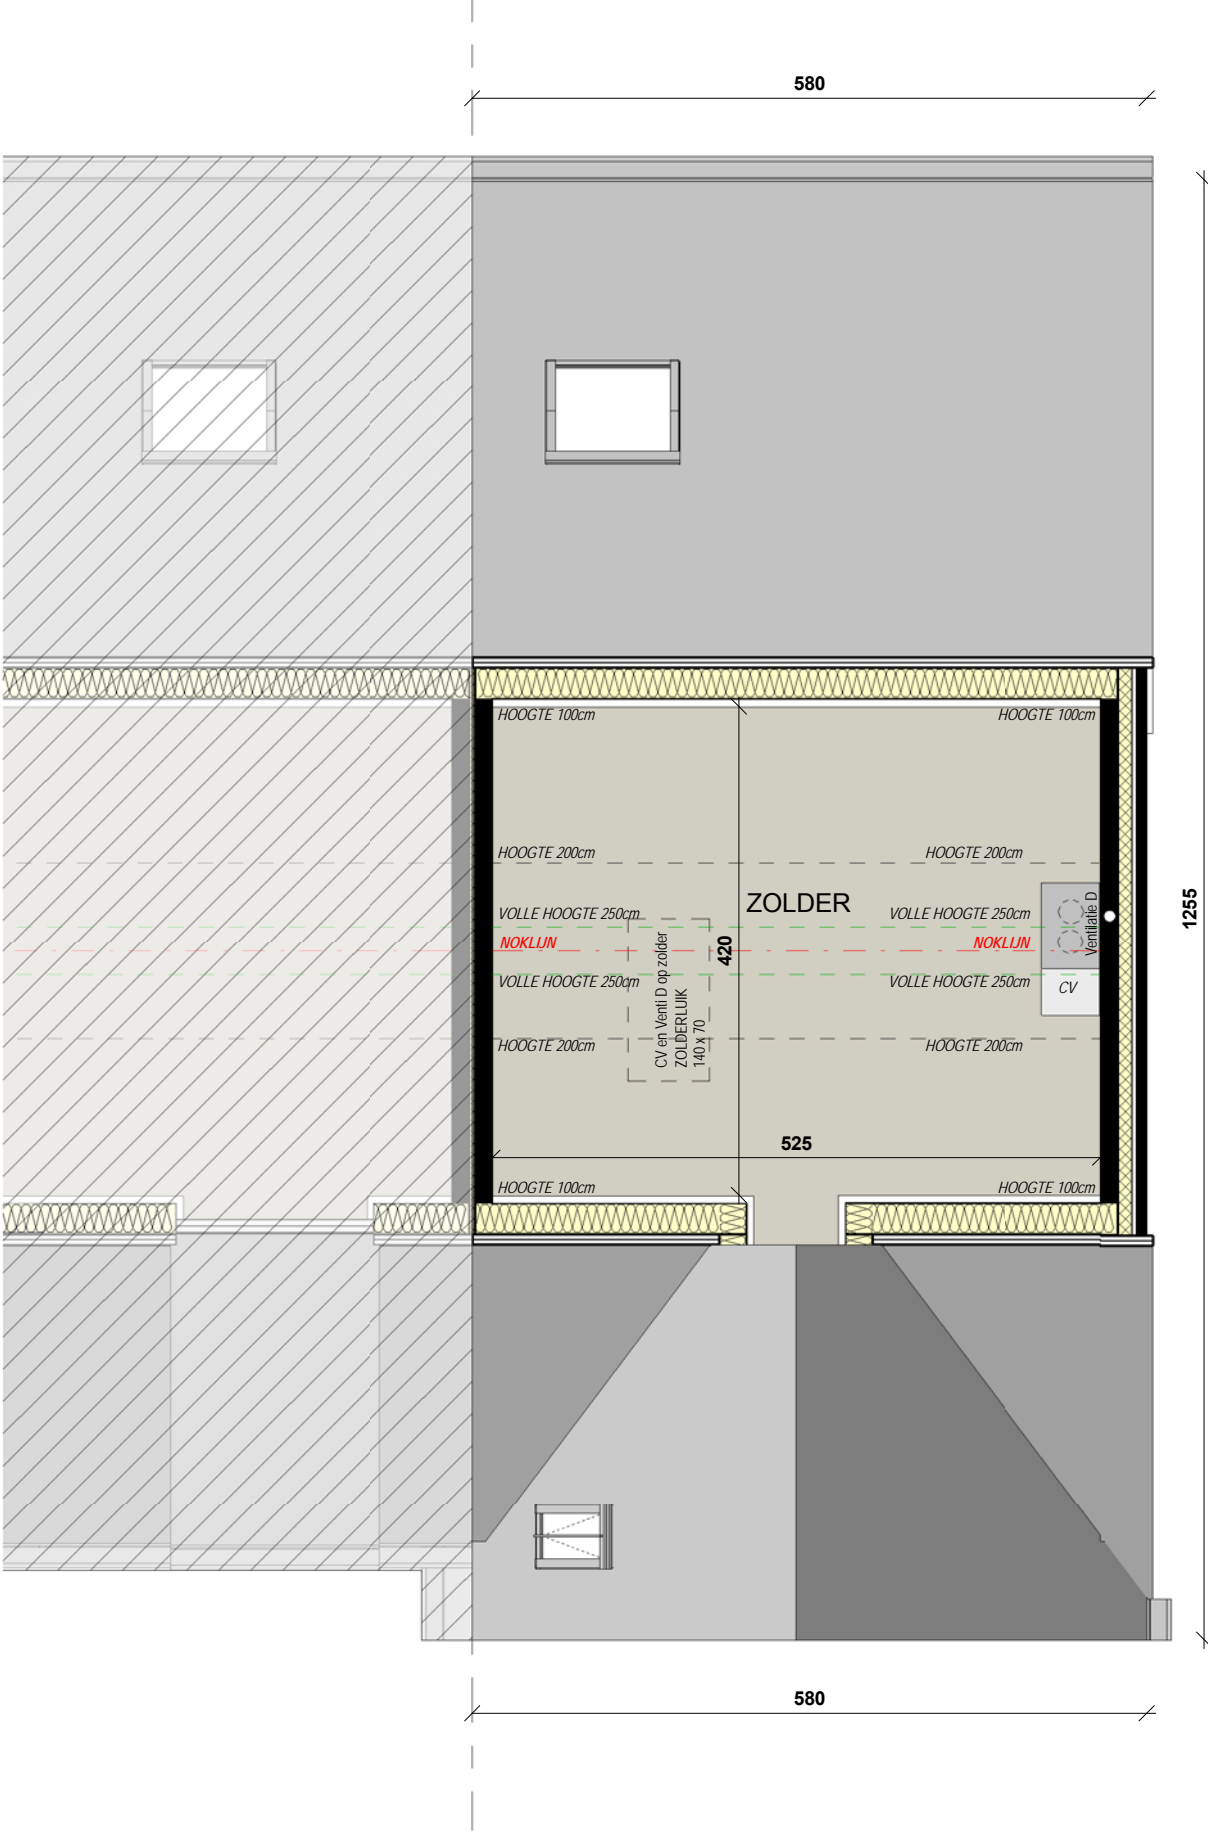 580
HOOGTE 100cm HOOGTE 100cm
HOOGTE 200cm HOOGTE 200cm
ZOLDER
VOLLE HOOGTE 250cm VOLLE HOOGTE 250cm
Ventilatie D
1255
NOKLIJN NOKLIJN
420
VOLLE HOOGTE 250cm VOLLE HOOGTE 250cm
CV
CV en Venti D op zolder
ZOLDERLUIK
140 x 70
HOOGTE 200cm HOOGTE 200cm
525
HOOGTE 100cm HOOGTE 100cm
580